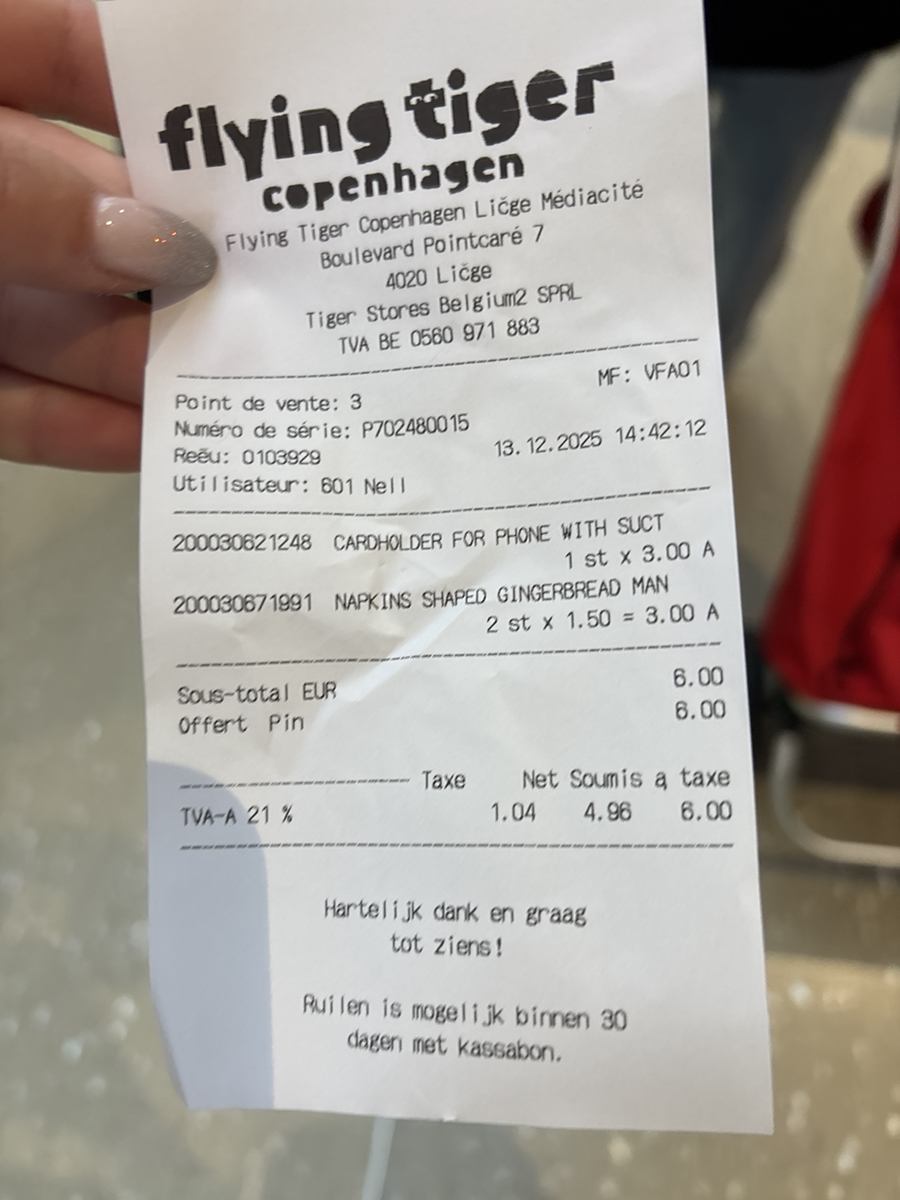 flying tiger
copenhagen
Flying Tiger Copenhagen Ličge Médiacité
Boulevard Pointcaré 7
4020 Ličge
Tiger Stores Belgium2 SPRL
TVA BE 0560 971 883
MF: VFA01
Point de vente: 3
Numéro de série: P702480015
Reëu: 0103929 13.12.2025 14:42:12
Utilisateur: 601 Nell
200030621248 CARDHOLDER FOR PHONE WITH SUCT
1 st x 3.00 A
200030671991 NAPKINS SHAPED GINGERBREAD MAN
2 st x 1.50 = 3.00 A
Sous-total EUR 6.00
Offert Pin 6.00
Taxe Net Soumis ą taxe
TVA-A 21 % 1.04 4.96 6.00
Hartelijk dank en graag
tot ziens!
Ruilen is mogelijk binnen 30
dagen met kassabon.